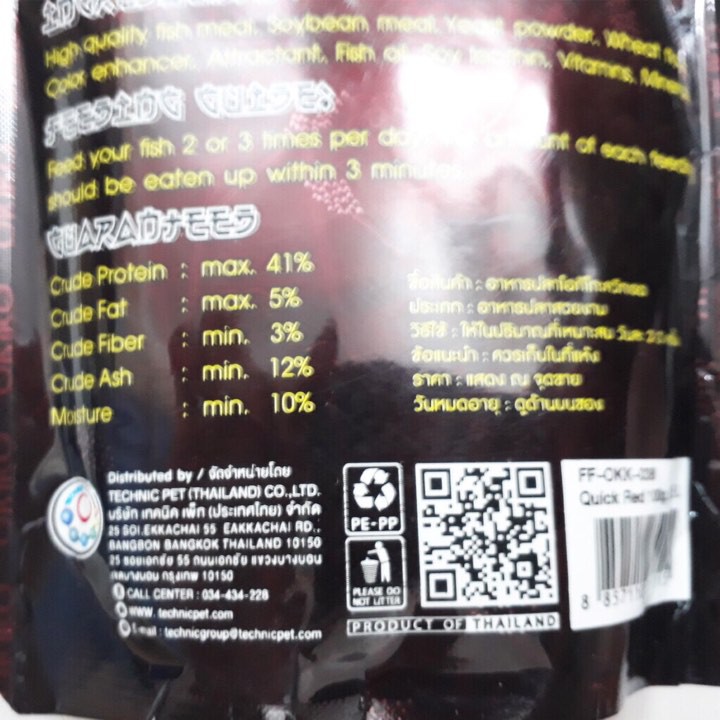 High quality fish meal, Soybean meal, Yeast powder, Wheat
Color enhancer, Attractant, Fish oil, Soy Vitamins,
FEEDING GUIDE:
Feed your fish 2 or 3 times per of each
should be eaten up within 3 minutes
GUARANTEED
Crude Protein : max. 41%
Crude Fat : max. 5%
Crude Fiber : min. 3%
Crude Ash : min. 12%
Moisture : min. 10%
ชื่อสินค้า : อาหารปลา
ประเภท : อาหารปลาสวยงาม
วิธีใช้ : ให้ในปริมาณที่เหมาะสม วันละ
ข้อแนะนำ : ควรเก็บในที่แห้ง
ราคา : แสดง ณ จุดขาย
วันหมดอายุ : ดูด้านบนซอง
Distributed by / จัดจำหน่ายโดย
TECHNIC PET (THAILAND) CO.,LTD.
บริษัท เทคนิค เพ็ท (ประเทศไทย) จำกัด
25 SOI.EKKACHAI 55 EAKKACHAI RD.,
BANGBON BANGKOK THAILAND 10150
25 ซอยเอกชัย 55 ถนนเอกชัย แขวงบางบอน
เขตบางบอน กรุงเทพ 10150
CALL CENTER : 034-434-228
www. technicpet.com
E-mail : technicgroup@technicpet.com
PE-PP
PLEASE DO
NOT LITTER
PRODUCT OF THAILAND
FF-OKK-038
Quick Red